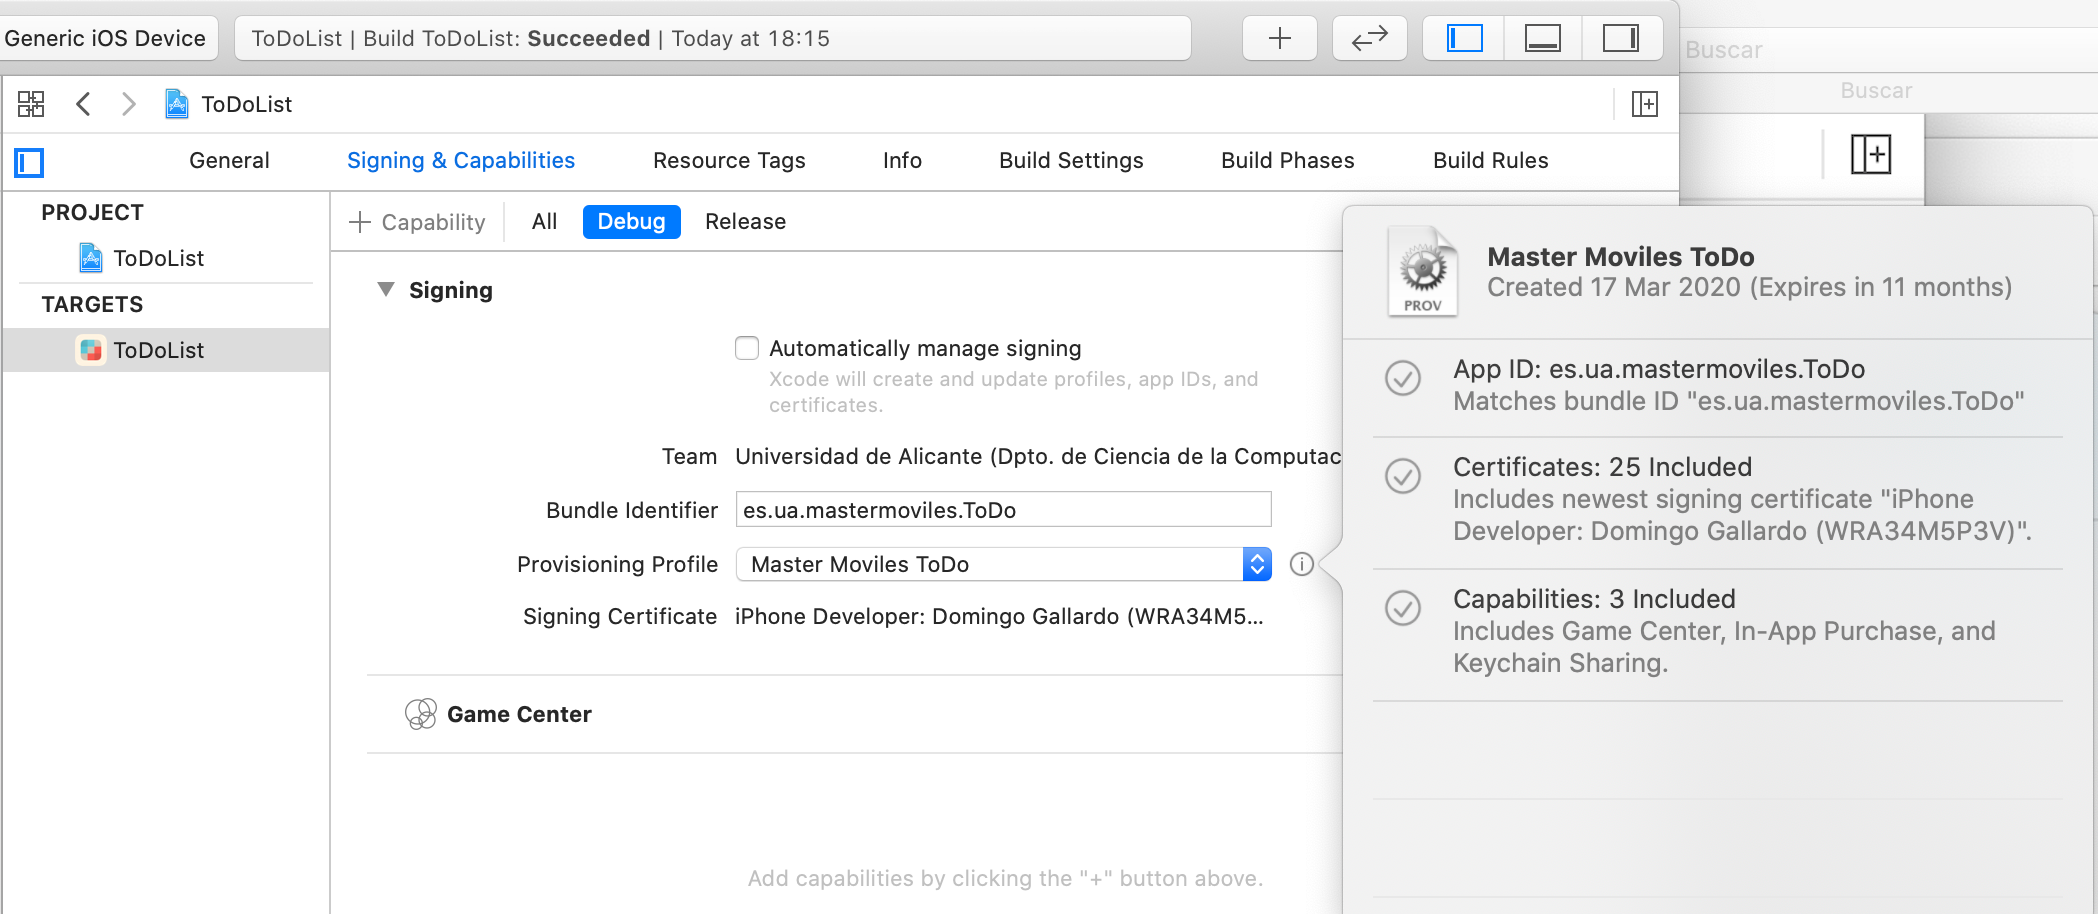 Generic iOS Device
ToDoList | Build ToDoList: Succeeded | Today at 18:15
Buscar
Buscar
ToDoList
General
Signing & Capabilities
Resource Tags
Info
Build Settings
Build Phases
Build Rules
PROJECT
ToDoList
TARGETS
ToDoList
Capability
All
Debug
Release
Signing
Automatically manage signing
Xcode will create and update profiles, app IDs, and
certificates.
Team
Universidad de Alicante (Dpto. de Ciencia de la Computac
Bundle Identifier
es.ua.mastermoviles.ToDo
Provisioning Profile
Master Moviles ToDo
Signing Certificate
iPhone Developer: Domingo Gallardo (WRA34M5...
Game Center
Add capabilities by clicking the "+" button above.
PROV
Master Moviles ToDo
Created 17 Mar 2020 (Expires in 11 months)
App ID: es.ua.mastermoviles.ToDo
Matches bundle ID "es.ua.mastermoviles.ToDo"
Certificates: 25 Included
Includes newest signing certificate "iPhone
Developer: Domingo Gallardo (WRA34M5P3V)".
Capabilities: 3 Included
Includes Game Center, In-App Purchase, and
Keychain Sharing.